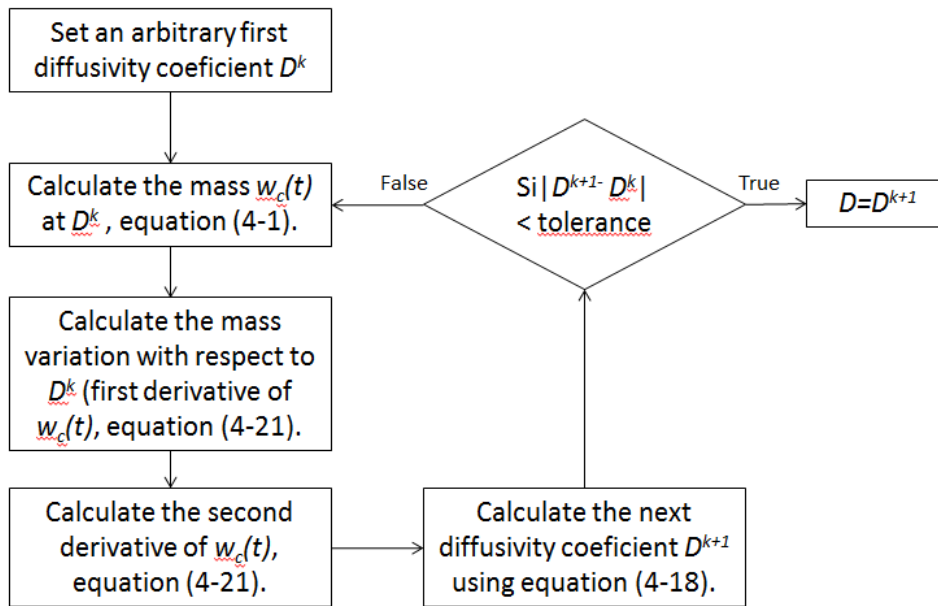 Set an arbitrary first
diffusivity coeficient Dᵏ
Calculate the mass w_c(t)
at Dᵏ , equation (4-1).
Calculate the mass
variation with respect to
Dᵏ (first derivative of
w_c(t), equation (4-21).
Calculate the second
derivative of w_c(t),
equation (4-21).
Calculate the next
diffusivity coeficient Dᵏ⁺¹
using equation (4-18).
Si|Dᵏ⁺¹⁻ Dᵏ|
< tolerance
False
True
D=Dᵏ⁺¹